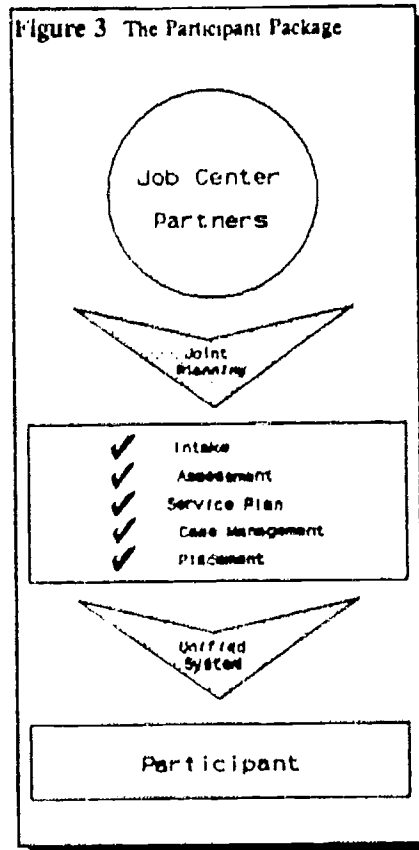 Figure 3 The Participant Package
Job Center
Partners
Joint
Planning
✓ Intake
✓ Assessment
✓ Service Plan
✓ Case Management
✓ Placement
Unified
System
Participant